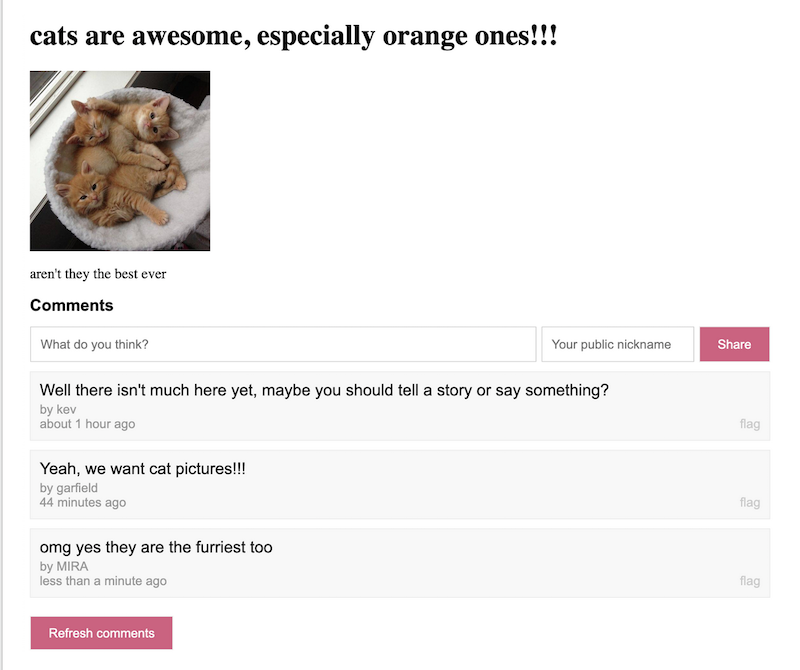 cats are awesome, especially orange ones!!!
aren't they the best ever
Comments
What do you think?
Your public nickname
Share
Well there isn't much here yet, maybe you should tell a story or say something?
by kev
about 1 hour ago
flag
Yeah, we want cat pictures!!!
by garfield
44 minutes ago
flag
omg yes they are the furriest too
by MIRA
less than a minute ago
flag
Refresh comments